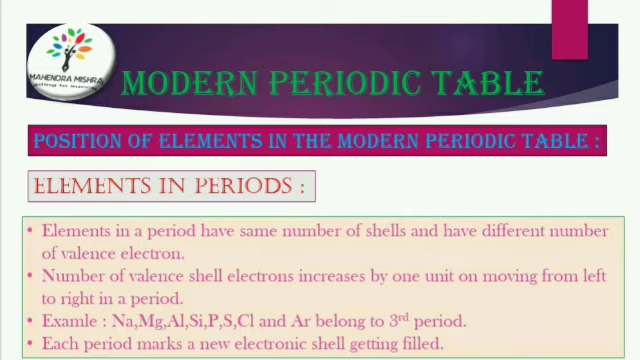 MAHENDRA MISHRA
MODERN PERIODIC TABLE
POSITION OF ELEMENTS IN THE MODERN PERIODIC TABLE :
ELEMENTS IN PERIODS :
• Elements in a period have same number of shells and have different number
of valence electron.
• Number of valence shell electrons increases by one unit on moving from left
to right in a period.
• Examle : Na,Mg,Al,Si,P,S,Cl and Ar belong to 3rd period.
• Each period marks a new electronic shell getting filled.